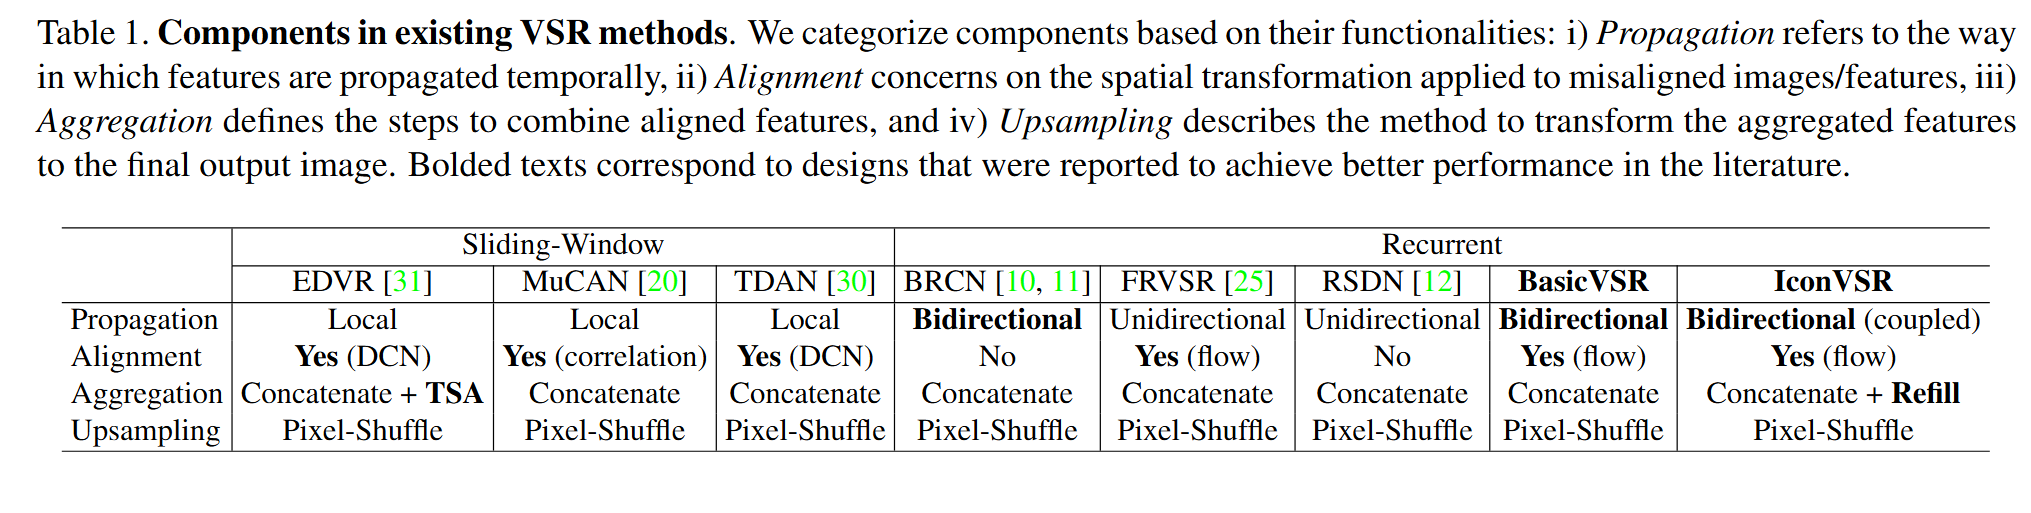 Table 1. Components in existing VSR methods. We categorize components based on their functionalities: i) Propagation refers to the way
in which features are propagated temporally, ii) Alignment concerns on the spatial transformation applied to misaligned images/features, iii)
Aggregation defines the steps to combine aligned features, and iv) Upsampling describes the method to transform the aggregated features
to the final output image. Bolded texts correspond to designs that were reported to achieve better performance in the literature.
Sliding-Window Recurrent
EDVR [31] MuCAN [20] TDAN [30] BRCN [10, 11] FRVSR [25] RSDN [12] BasicVSR IconVSR
Propagation Local Local Local Bidirectional Unidirectional Unidirectional Bidirectional Bidirectional (coupled)
Alignment Yes (DCN) Yes (correlation) Yes (DCN) No Yes (flow) No Yes (flow) Yes (flow)
Aggregation Concatenate + TSA Concatenate Concatenate Concatenate Concatenate Concatenate Concatenate Concatenate + Refill
Upsampling Pixel-Shuffle Pixel-Shuffle Pixel-Shuffle Pixel-Shuffle Pixel-Shuffle Pixel-Shuffle Pixel-Shuffle Pixel-Shuffle